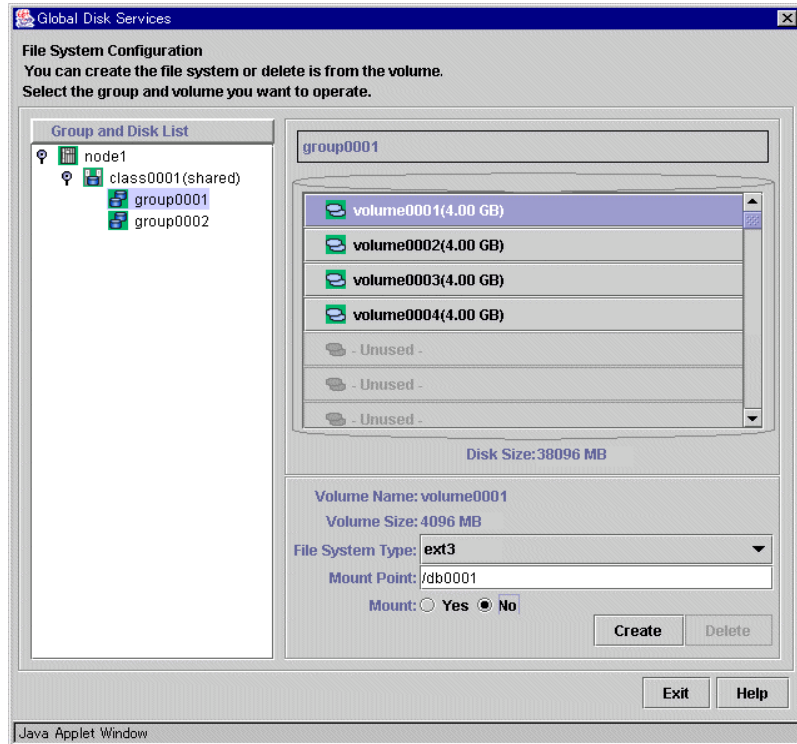 Global Disk Services
File System Configuration
You can create the file system or delete is from the volume.
Select the group and volume you want to operate.
Group and Disk List
node1
class0001(shared)
group0001
group0002
group0001
volume0001(4.00 GB)
volume0002(4.00 GB)
volume0003(4.00 GB)
volume0004(4.00 GB)
- Unused -
- Unused -
- Unused -
Disk Size:38096 MB
Volume Name: volume0001
Volume Size: 4096 MB
File System Type: ext3
Mount Point: /db0001
Mount: Yes No
Create Delete
Exit Help
Java Applet Window